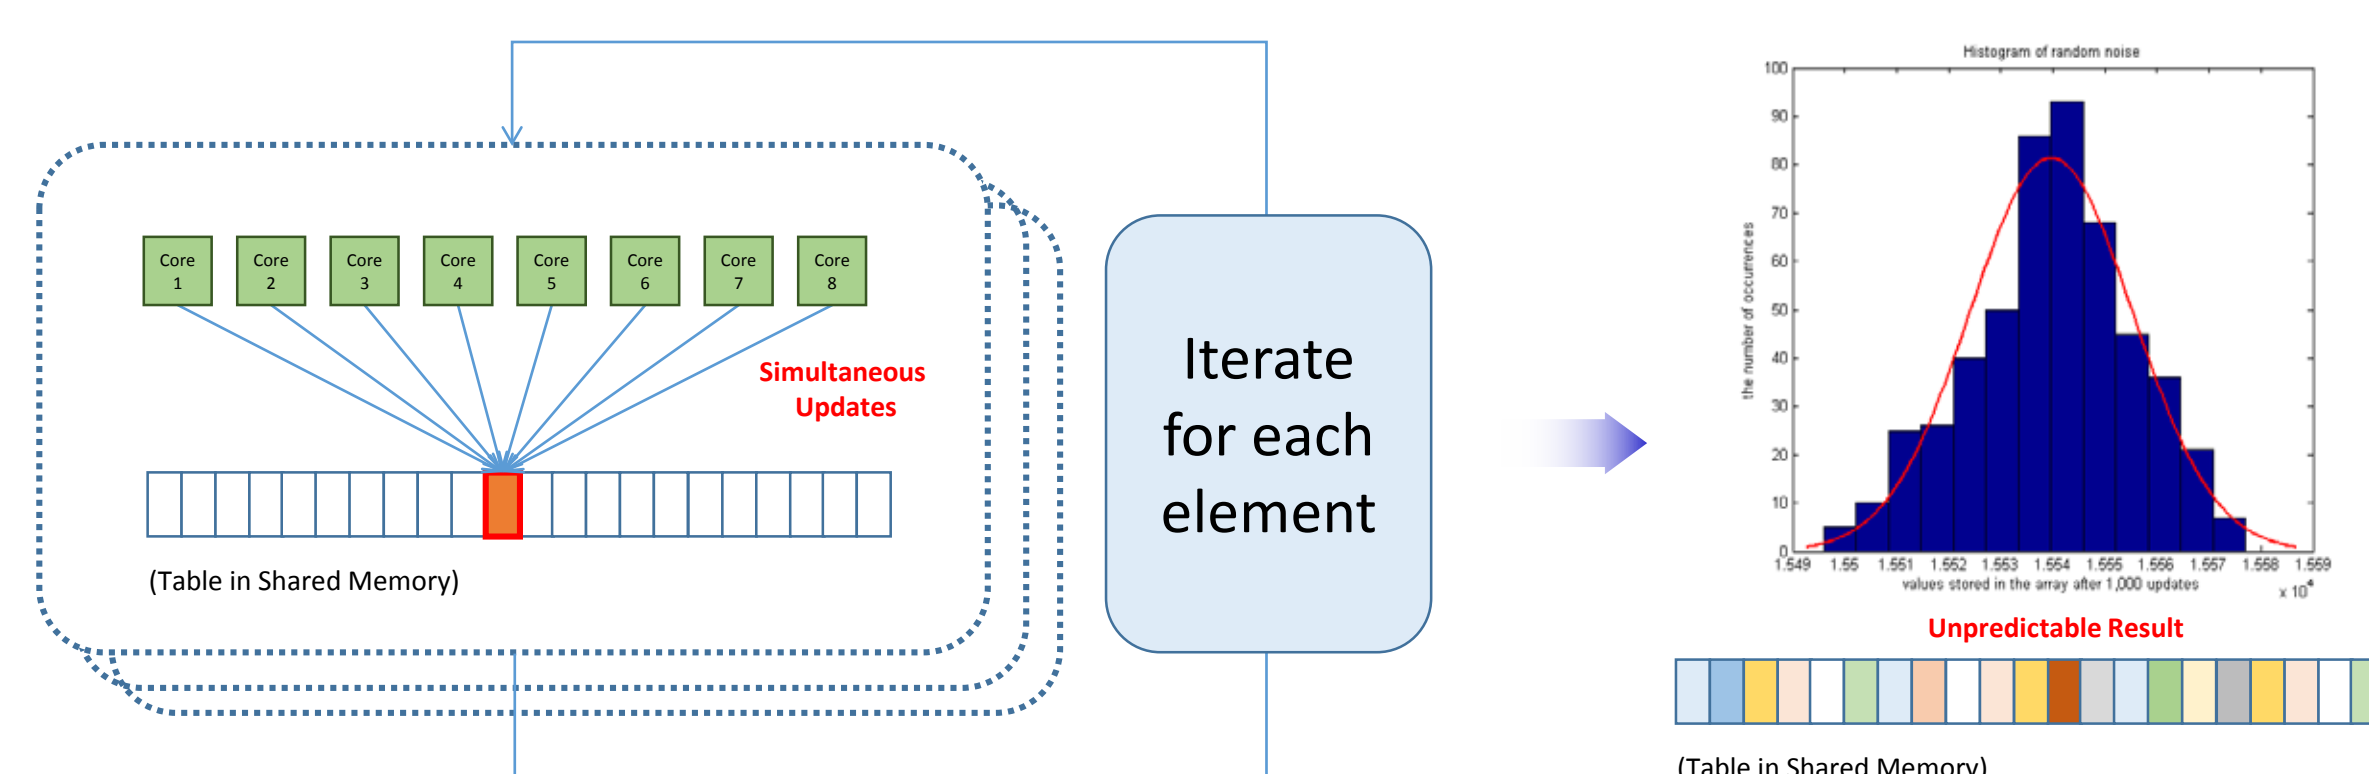 Core
1
Core
2
Core
3
Core
4
Core
5
Core
6
Core
7
Core
8
Simultaneous
Updates
(Table in Shared Memory)
Iterate
for each
element
Histogram of random noise
100
90
80
70
60
50
40
30
20
10
0
the number of occurrences
1.549 1.55 1.551 1.552 1.553 1.554 1.555 1.556 1.557 1.558 1.559
values stored in the array after 1,000 updates
x 10⁴
Unpredictable Result
(Table in Shared Memory)